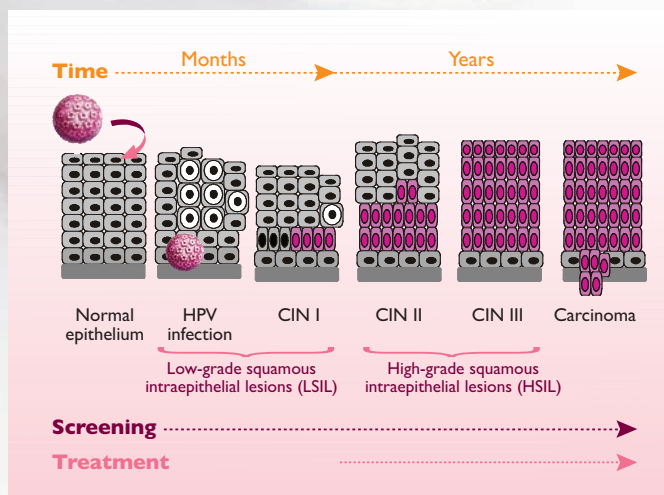 Months
Years
Time
Normal
epithelium
HPV
infection
CIN I
CIN II
CIN III
Carcinoma
Low-grade squamous
intraepithelial lesions (LSIL)
High-grade squamous
intraepithelial lesions (HSIL)
Screening
Treatment